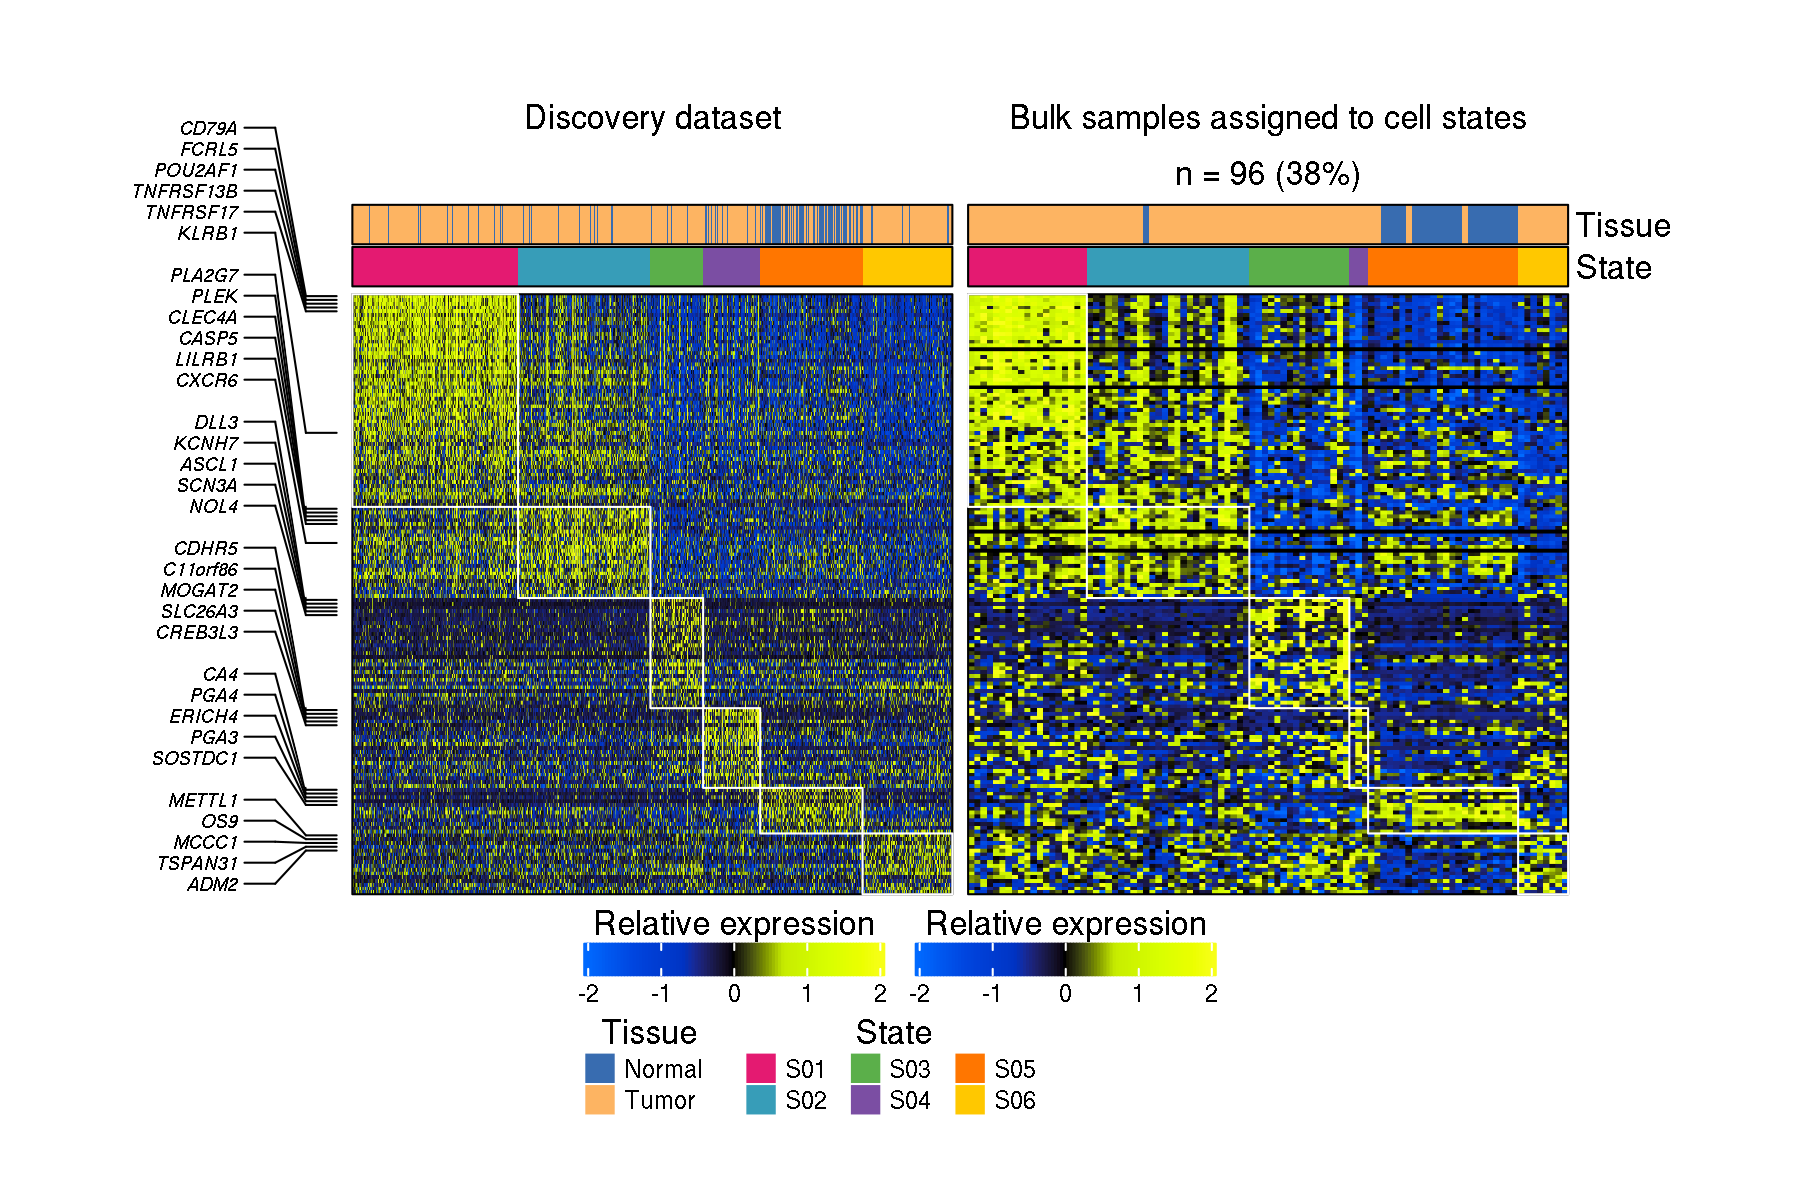 Discovery dataset
Bulk samples assigned to cell states
n = 96 (38%)
CD79A
FCRL5
POU2AF1
TNFRSF13B
TNFRSF17
KLRB1
PLA2G7
PLEK
CLEC4A
CASP5
LILRB1
CXCR6
DLL3
KCNH7
ASCL1
SCN3A
NOL4
CDHR5
C11orf86
MOGAT2
SLC26A3
CREB3L3
CA4
PGA4
ERICH4
PGA3
SOSTDC1
METTL1
OS9
MCCC1
TSPAN31
ADM2
Tissue
State
Relative expression
-2 -1 0 1 2
Relative expression
-2 -1 0 1 2
Tissue
Normal
Tumor
State
S01 S03 S05
S02 S04 S06